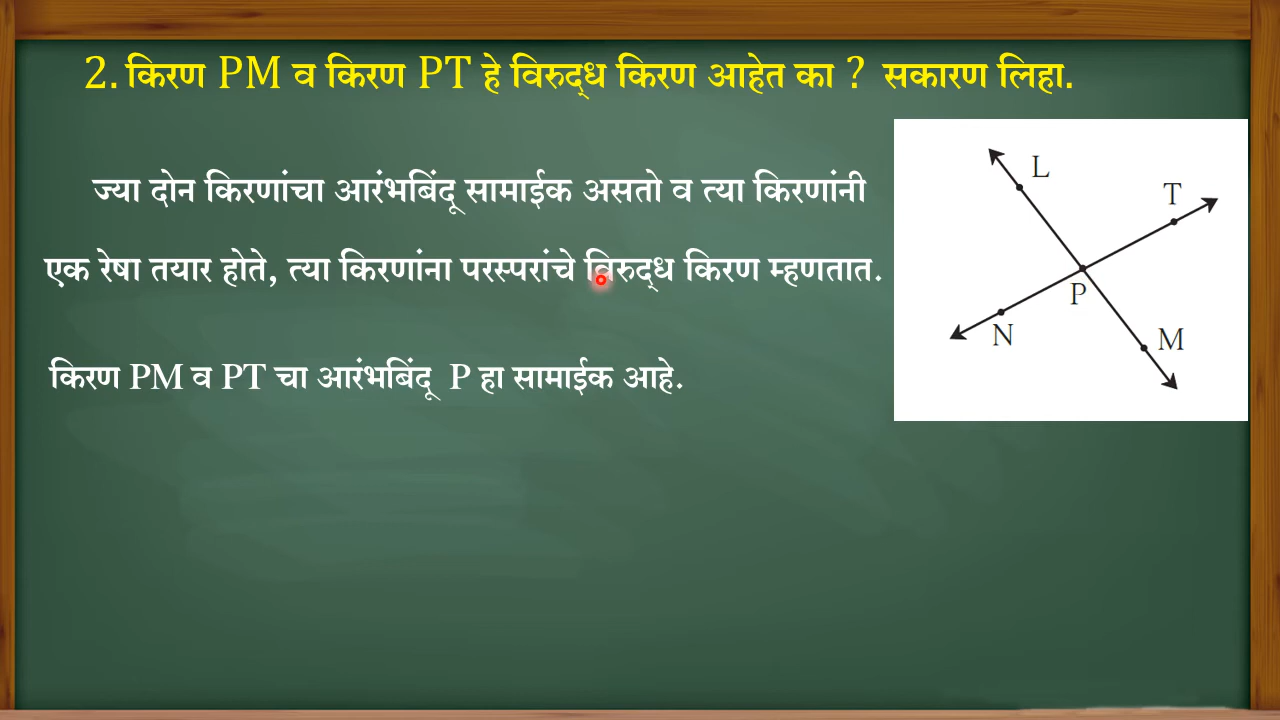 2. किरण PM व किरण PT हे विरुद्ध किरण आहेत का ? सकारण लिहा.
ज्या दोन किरणांचा आरंभबिंदू सामाईक असतो व त्या किरणांनी
एक रेषा तयार होते, त्या किरणांना परस्परांचे विरुद्ध किरण म्हणतात.
किरण PM व PT चा आरंभबिंदू P हा सामाईक आहे.
L
T
P
N
M